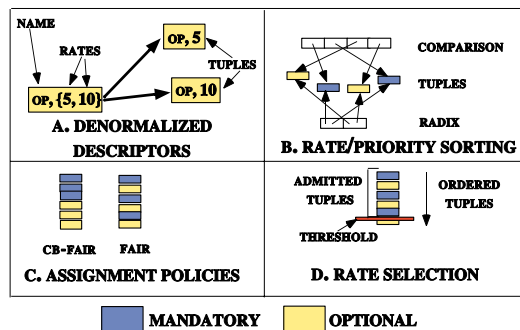 NAME
RATES
OP, {5, 10}
OP, 5
TUPLES
OP, 10
A. DENORMALIZED
DESCRIPTORS
COMPARISON
TUPLES
RADIX
B. RATE/PRIORITY SORTING
CB-FAIR
FAIR
C. ASSIGNMENT POLICIES
ADMITTED
TUPLES
ORDERED
TUPLES
THRESHOLD
D. RATE SELECTION
MANDATORY
OPTIONAL